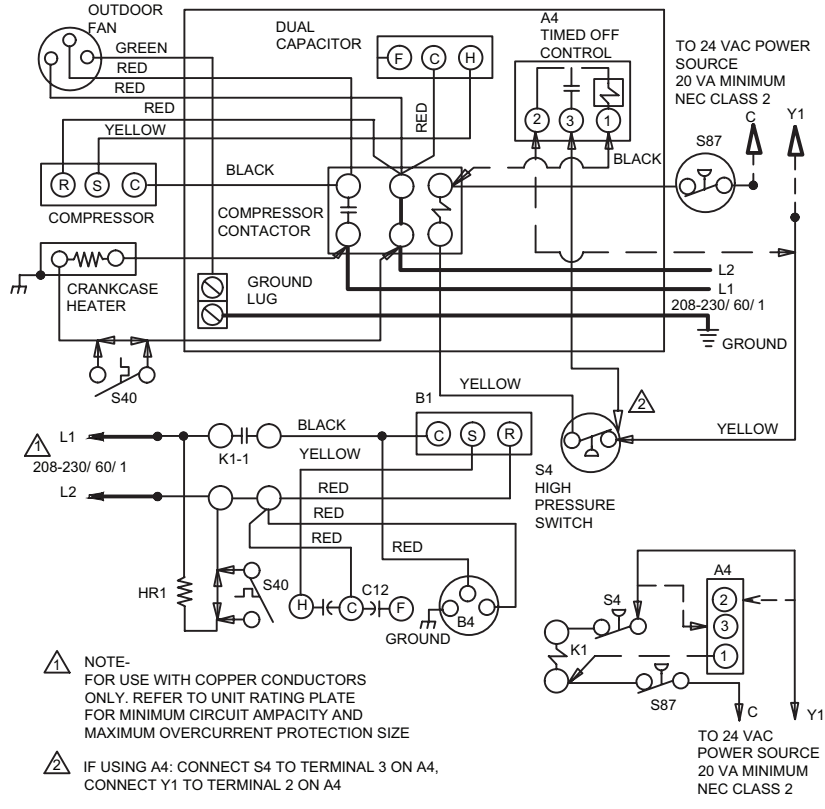 OUTDOOR
FAN
GREEN
RED
RED
RED
YELLOW
DUAL
CAPACITOR
F
C
H
RED
A4
TIMED OFF
CONTROL
2
3
1
BLACK
TO 24 VAC POWER
SOURCE
20 VA MINIMUM
NEC CLASS 2
C
Y1
S87
R
S
C
COMPRESSOR
BLACK
COMPRESSOR
CONTACTOR
CRANKCASE
HEATER
GROUND
LUG
L2
L1
208-230/ 60/ 1
GROUND
S40
YELLOW
2
YELLOW
S4
HIGH
PRESSURE
SWITCH
B1
C
S
R
1
L1
208-230/ 60/ 1
L2
K1-1
BLACK
YELLOW
RED
RED
RED
RED
HR1
S40
H
C
C12
F
B4
GROUND
A4
2
3
1
S4
K1
S87
C
Y1
TO 24 VAC
POWER SOURCE
20 VA MINIMUM
NEC CLASS 2
1 NOTE-
FOR USE WITH COPPER CONDUCTORS
ONLY. REFER TO UNIT RATING PLATE
FOR MINIMUM CIRCUIT AMPACITY AND
MAXIMUM OVERCURRENT PROTECTION SIZE
2 IF USING A4: CONNECT S4 TO TERMINAL 3 ON A4,
CONNECT Y1 TO TERMINAL 2 ON A4